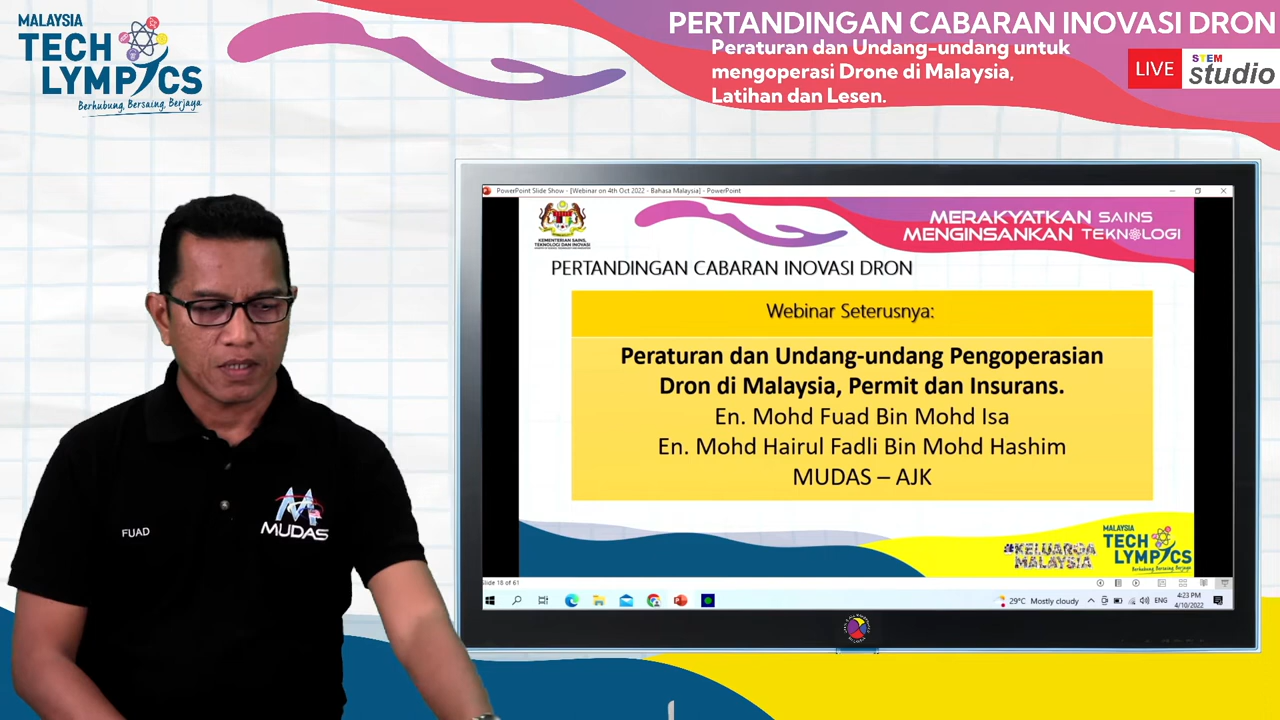 MALAYSIA
TECH
LYMPICS
Berhubung, Bersaing, Berjaya
PERTANDINGAN CABARAN INOVASI DRON
Peraturan dan Undang-undang untuk
mengoperasi Drone di Malaysia,
Latihan dan Lesen.
LIVE
STEM
studio
PowerPoint Slide Show - [Webinar on 4th Oct 2022 - Bahasa Malaysia] - PowerPoint
KEMENTERIAN SAINS,
TEKNOLOGI DAN INOVASI
MERAKYATKAN SAINS
MENGINSANKAN TEKNOLOGI
PERTANDINGAN CABARAN INOVASI DRON
Webinar Seterusnya:
Peraturan dan Undang-undang Pengoperasian
Dron di Malaysia, Permit dan Insurans.
En. Mohd Fuad Bin Mohd Isa
En. Mohd Hairul Fadli Bin Mohd Hashim
MUDAS – AJK
#KELUARGA
MALAYSIA
MALAYSIA
TECH
LYMPICS
Berhubung, Bersaing, Berjaya
Slide 18 of 61
29°C Mostly cloudy
ENG
4:23 PM
4/10/2022
FUAD
MUDAS